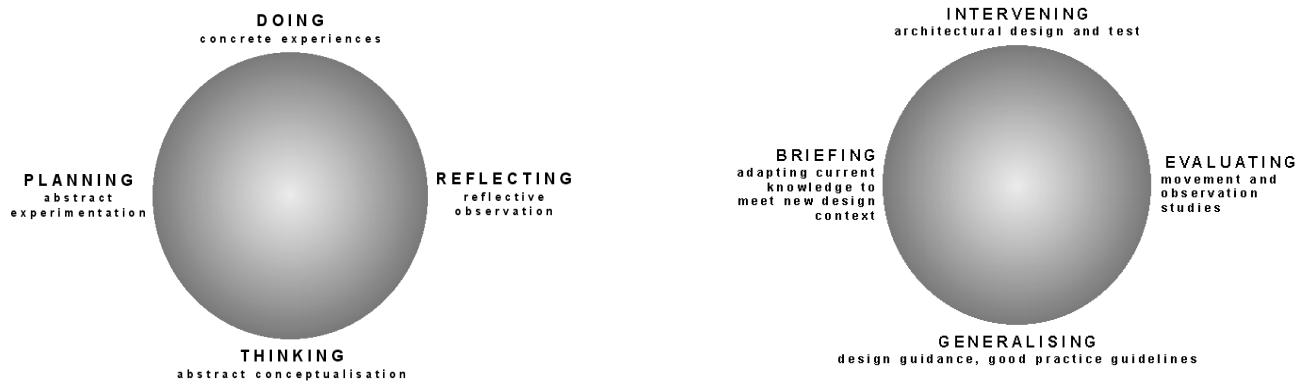 DOING
concrete experiences
PLANNING
abstract
experimentation
REFLECTING
reflective
observation
THINKING
abstract conceptualisation
INTERVENING
architectural design and test
BRIEFING
adapting current
knowledge to
meet new design
context
EVALUATING
movement and
observation
studies
GENERALISING
design guidance, good practice guidelines